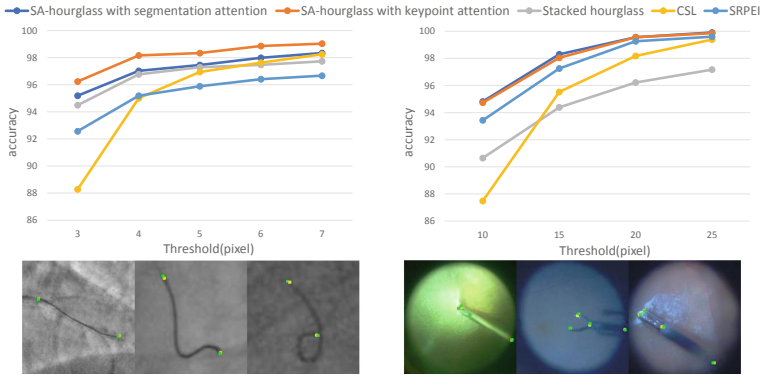 SA-hourglass with segmentation attention SA-hourglass with keypoint attention Stacked hourglass CSL SRPEI
100
98
96
94
92
90
88
86
accuracy
3 4 5 6 7
Threshold(pixel)
100
98
96
94
92
90
88
86
accuracy
10 15 20 25
Threshold(pixel)